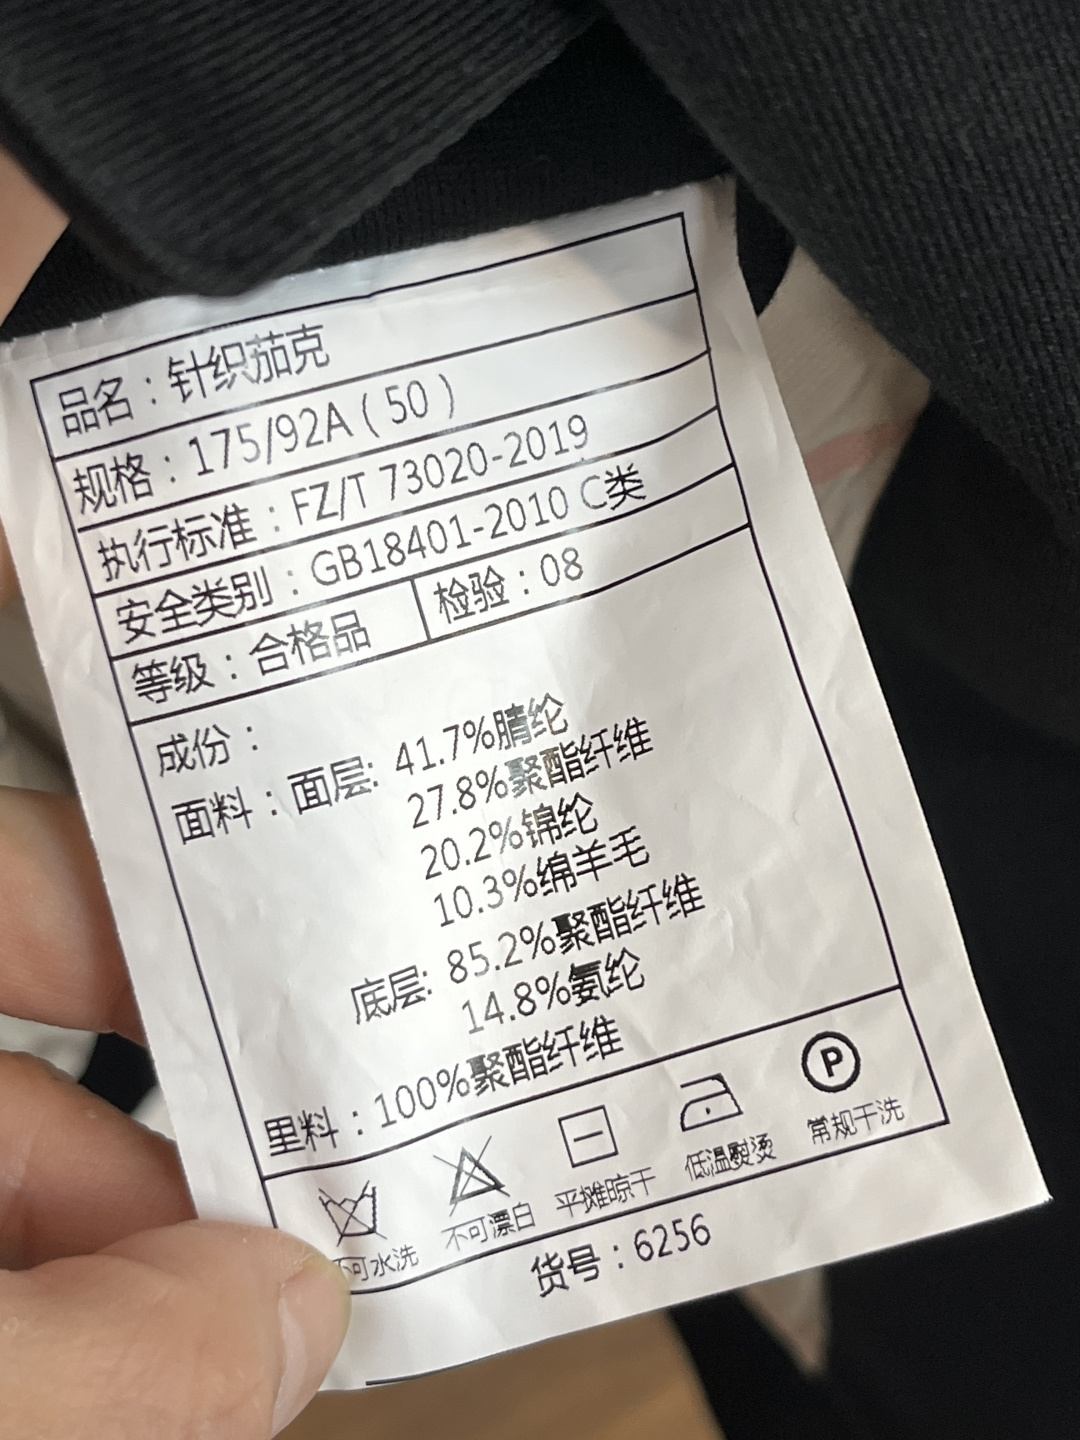 品名：针织茄克
规格：175/92A（50）
执行标准：FZ/T 73020-2019
安全类别：GB18401-2010 C类
等级：合格品 检验：08
成份：
面料：面层：41.7%腈纶
27.8%聚酯纤维
20.2%锦纶
10.3%绵羊毛
底层：85.2%聚酯纤维
14.8%氨纶
里料：100%聚酯纤维
P
不可水洗 不可漂白 平摊晾干 低温熨烫 常规干洗
货号：6256